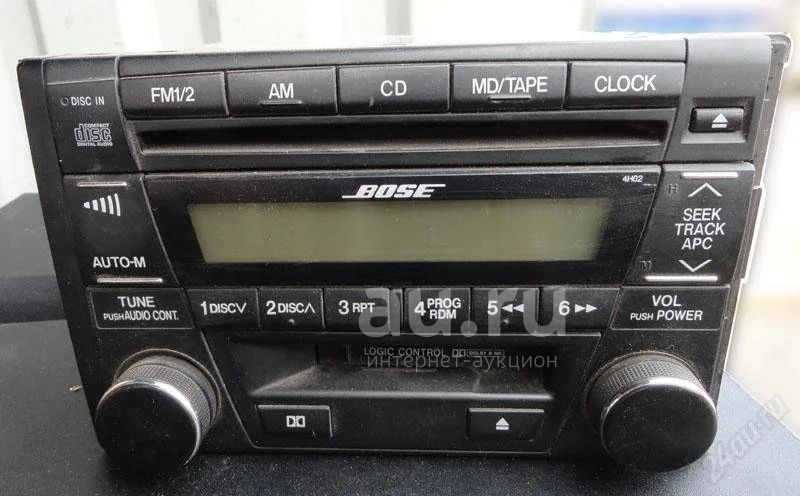 FM1/2 AM CD MD/TAPE CLOCK
DISC IN
COMPACT
disc
DIGITAL AUDIO
BOSE
4H02
AUTO-M
SEEK
TRACK
APC
TUNE
PUSH AUDIO CONT.
1 DISC∨ 2 DISC∧ 3 RPT 4 PROG RDM 5 ◀◀ 6 ▶▶
VOL
PUSH POWER
au.ru
интернет-аукцион
LOGIC CONTROL DOLBY B NR
24au.ru